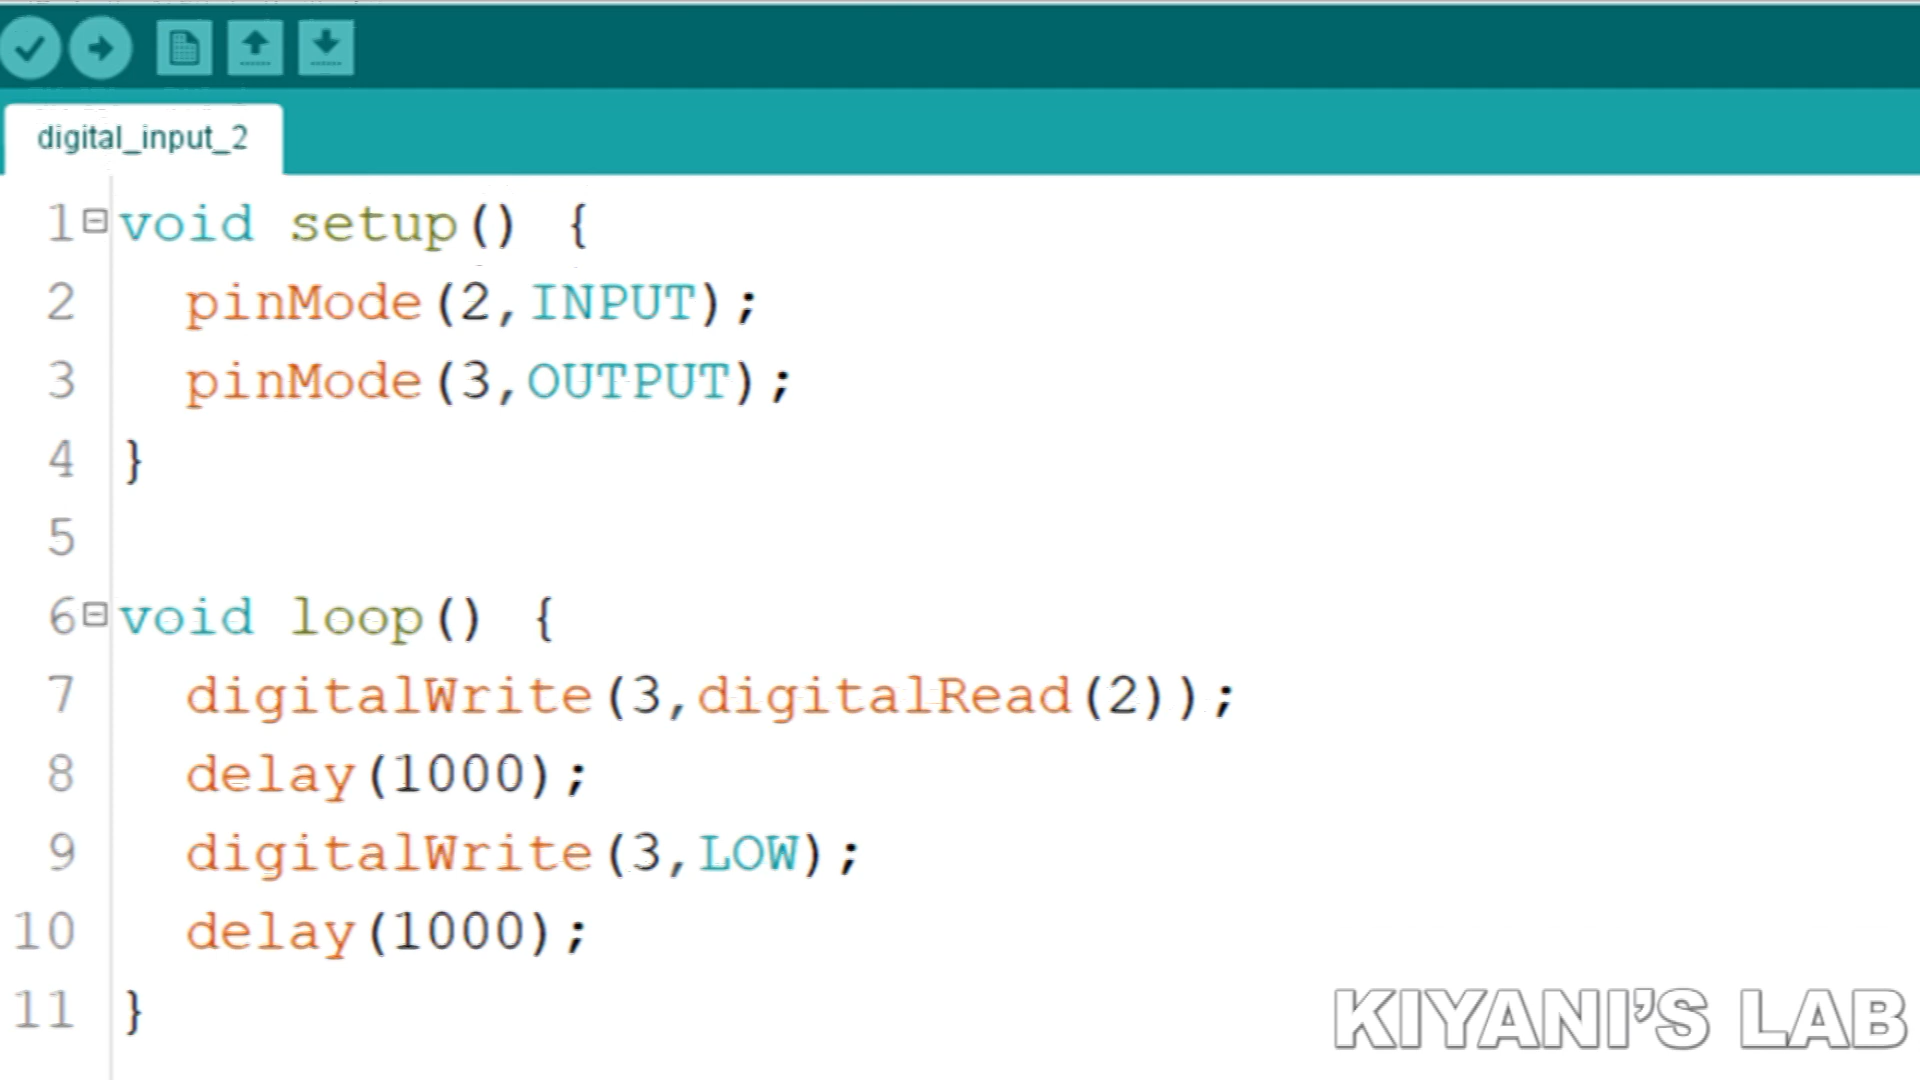 digital_input_2
1 void setup() {
2 pinMode(2,INPUT);
3 pinMode(3,OUTPUT);
4 }
5
6 void loop() {
7 digitalWrite(3,digitalRead(2));
8 delay(1000);
9 digitalWrite(3,LOW);
10 delay(1000);
11 }
KIYANI'S LAB